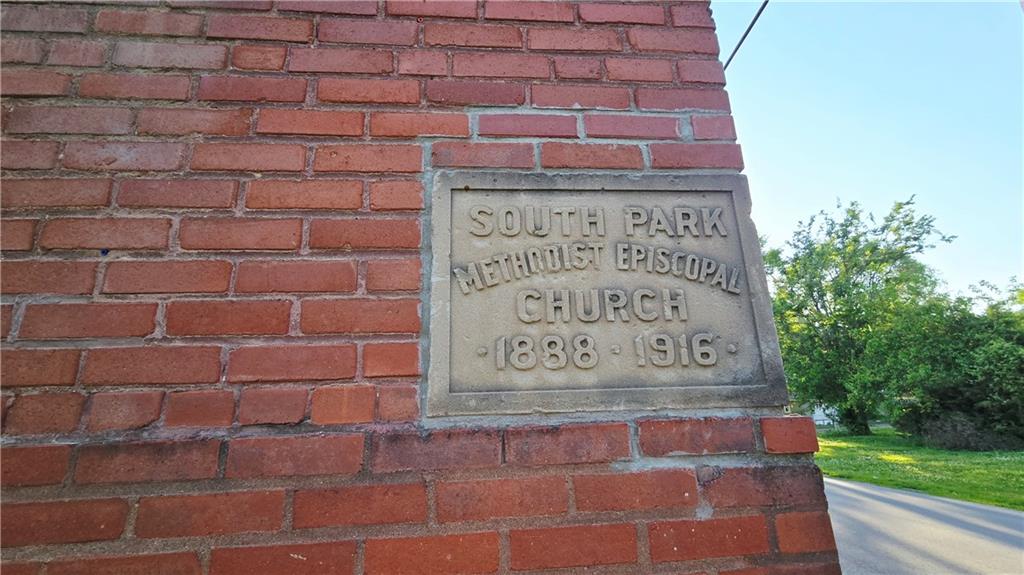 SOUTH PARK
METHODIST EPISCOPAL
CHURCH
· 1888 · 1916 ·